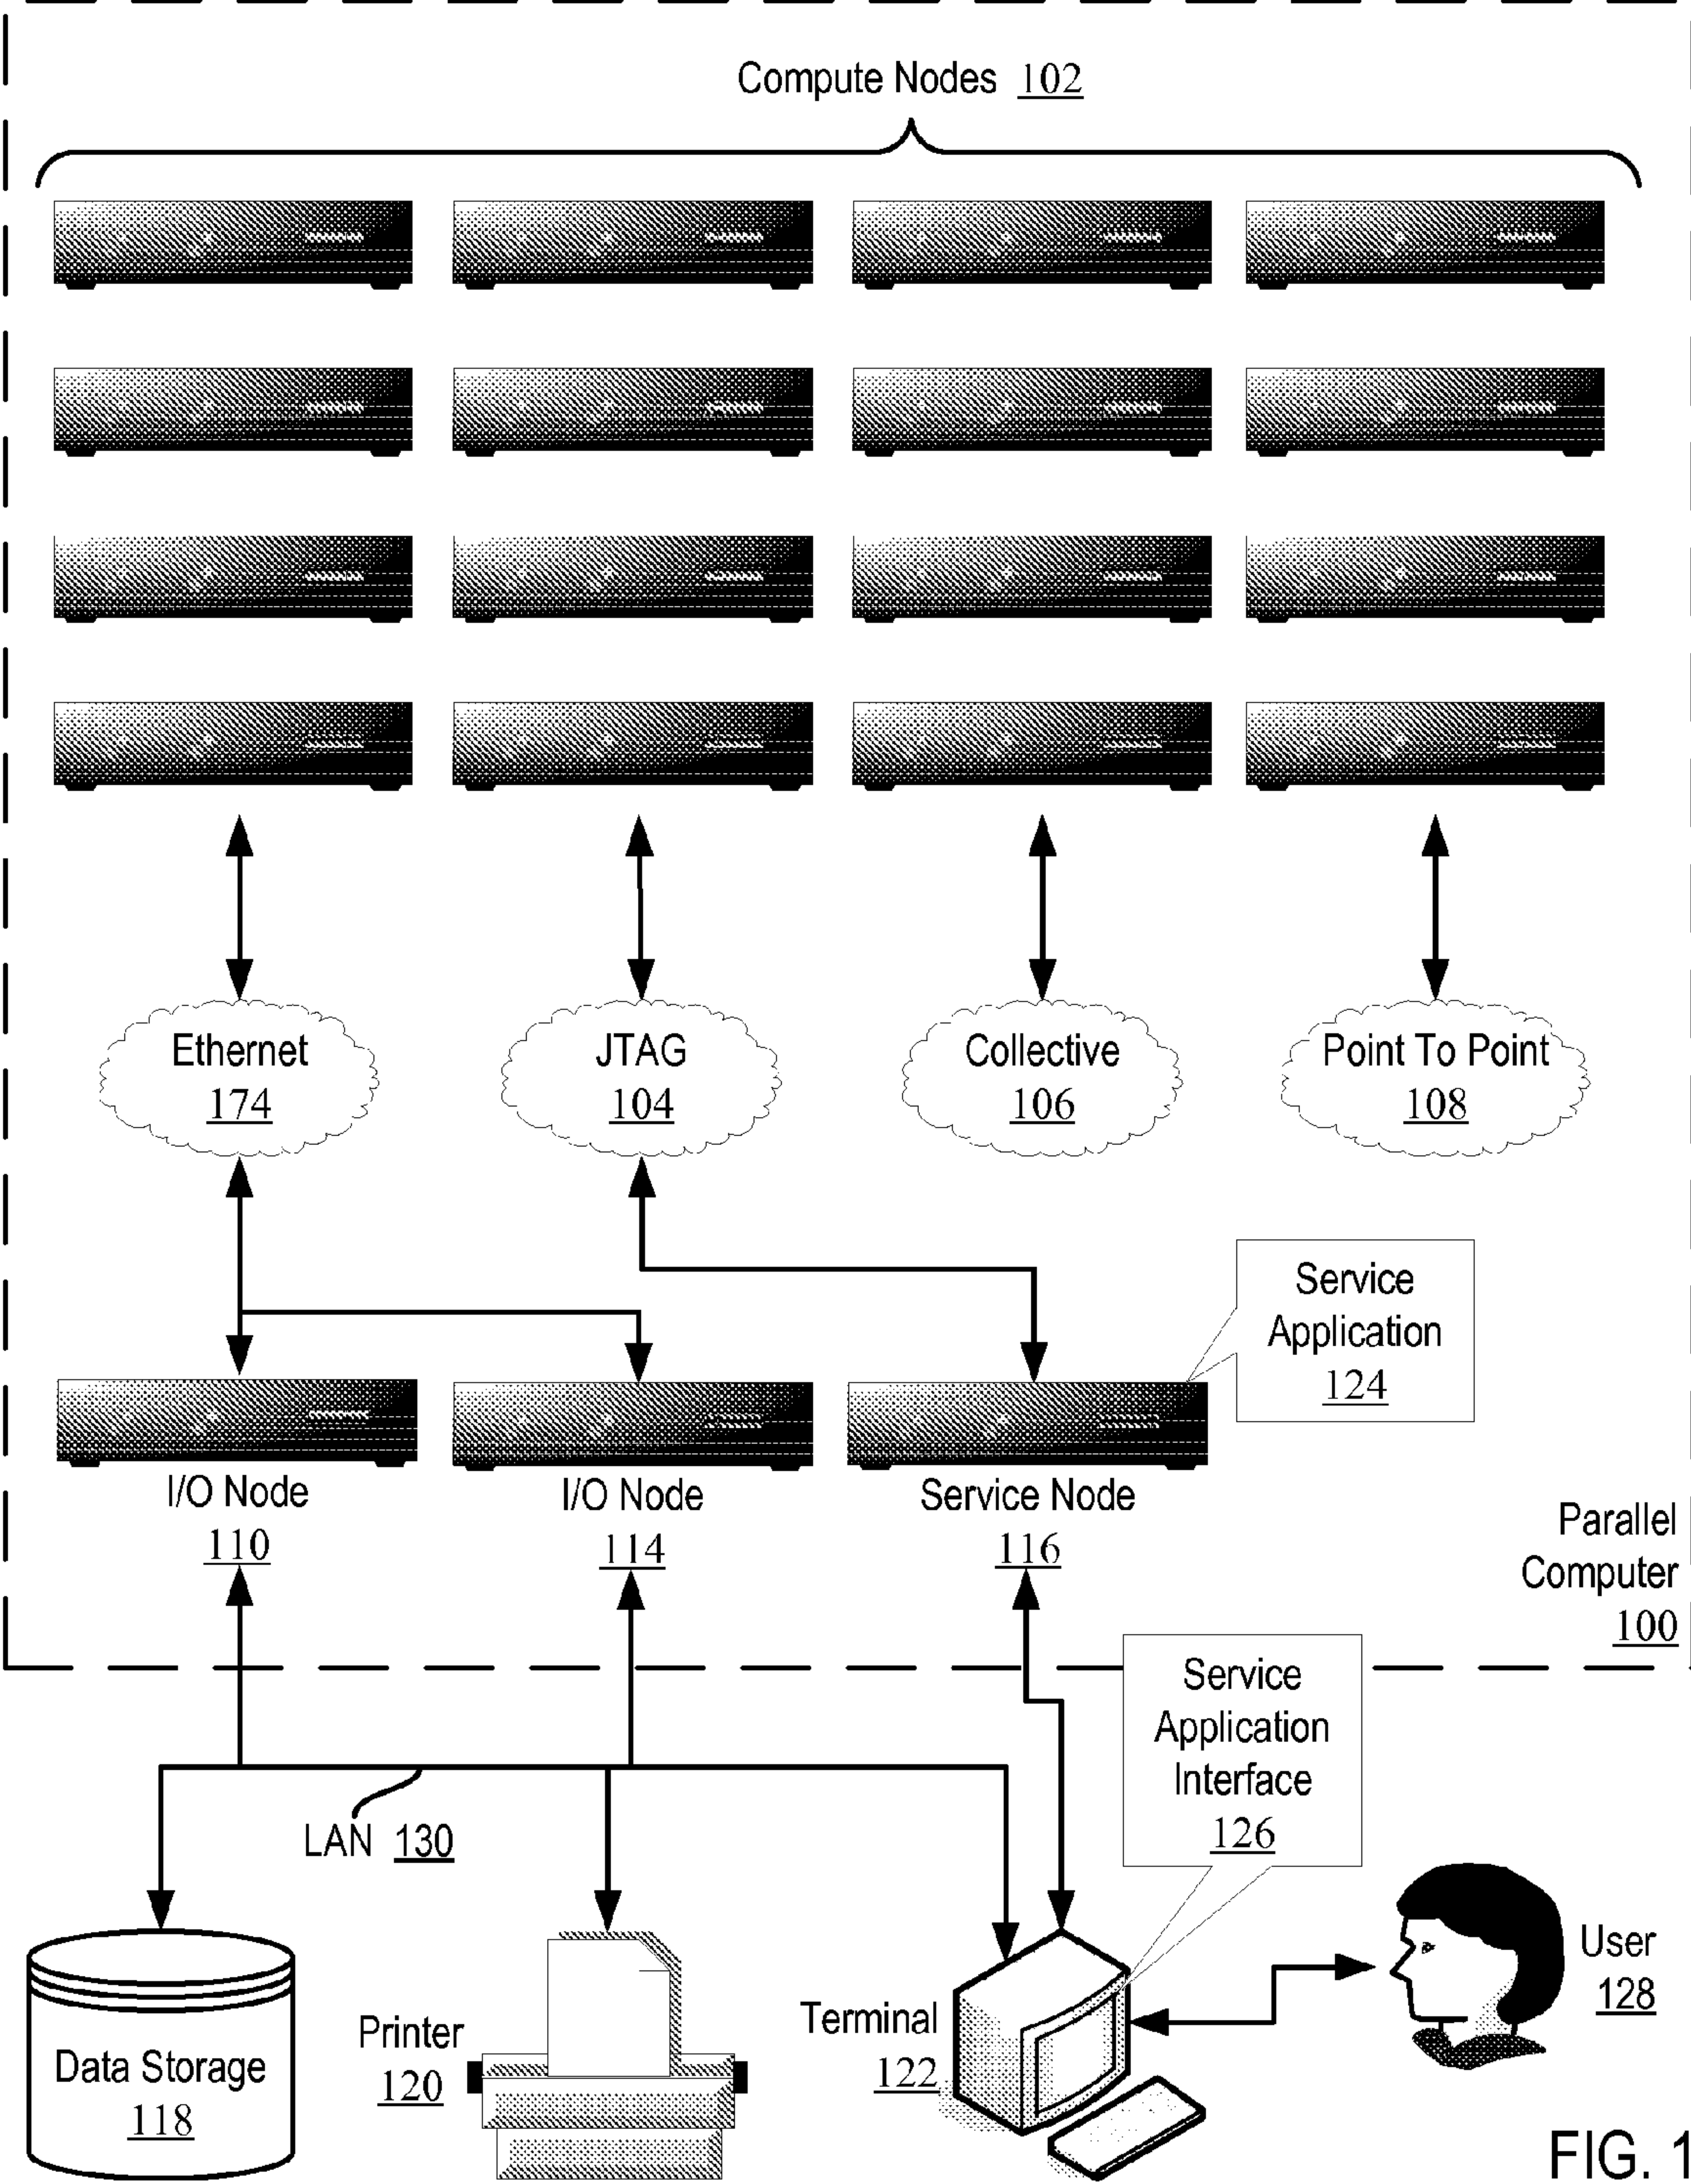 Compute Nodes 102
Ethernet
174
JTAG
104
Collective
106
Point To Point
108
Service
Application
124
I/O Node
110
I/O Node
114
Service Node
116
Parallel
Computer
100
Service
Application
Interface
126
LAN 130
Data Storage
118
Printer
120
Terminal
122
User
128
FIG. 1